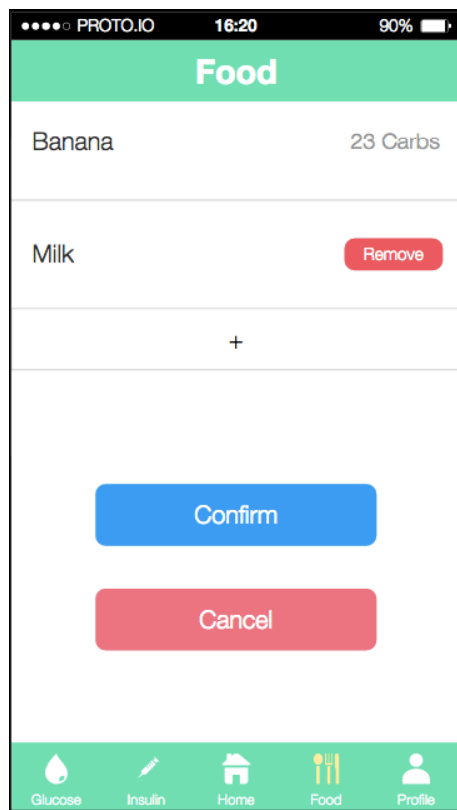 PROTO.IO 16:20 90%
Food
Banana 23 Carbs
Milk Remove
+
Confirm
Cancel
Glucose Insulin Home Food Profile